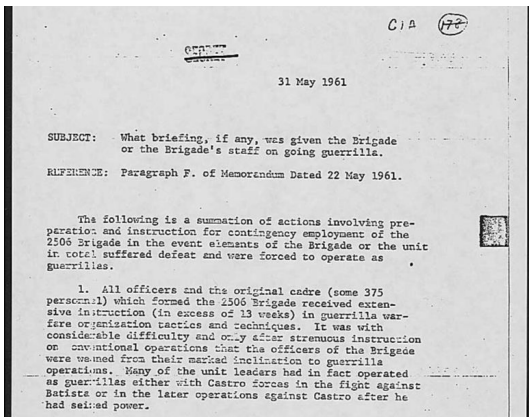 CIA 178
SECRET
31 May 1961
SUBJECT: What briefing, if any, was given the Brigade
or the Brigade's staff on going guerrilla.
REFERENCE: Paragraph F. of Memorandum Dated 22 May 1961.
The following is a summation of actions involving pre-
paration and instruction for contingency employment of the
2506 Brigade in the event elements of the Brigade or the unit
in total suffered defeat and were forced to operate as
guerrillas.
1. All officers and the original cadre (some 375
personnel) which formed the 2506 Brigade received exten-
sive instruction (in excess of 13 weeks) in guerrilla war-
fare organization tactics and techniques. It was with
considerable difficulty and only after strenuous instruction
on conventional operations that the officers of the Brigade
were weaned from their marked inclination to guerrilla
operations. Many of the unit leaders had in fact operated
as guerrillas either with Castro forces in the fight against
Batista or in the later operations against Castro after he
had seized power.